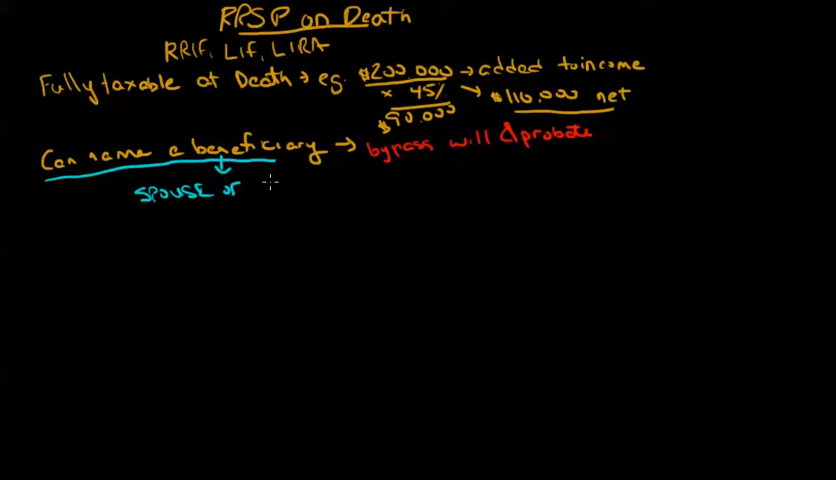 RRSP on Death
RRIF, LIF, LIRA
Fully taxable at Death → eg. $200.000 → added to income
x 45% → $110.000 net
$90.000
Can name a beneficiary → bypass will & probate
SPOUSE or